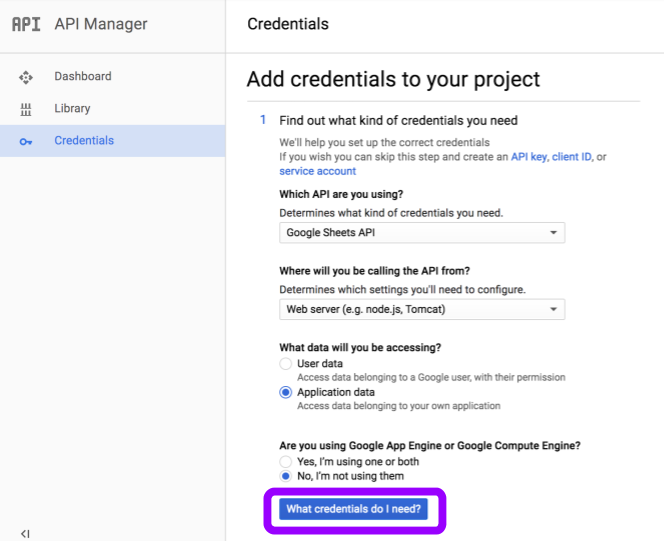 API API Manager
Credentials
Dashboard
Library
Credentials
Add credentials to your project
1 Find out what kind of credentials you need
We'll help you set up the correct credentials
If you wish you can skip this step and create an API key, client ID, or
service account
Which API are you using?
Determines what kind of credentials you need.
Google Sheets API
Where will you be calling the API from?
Determines which settings you'll need to configure.
Web server (e.g. node.js, Tomcat)
What data will you be accessing?
User data
Access data belonging to a Google user, with their permission
Application data
Access data belonging to your own application
Are you using Google App Engine or Google Compute Engine?
Yes, I'm using one or both
No, I'm not using them
What credentials do I need?